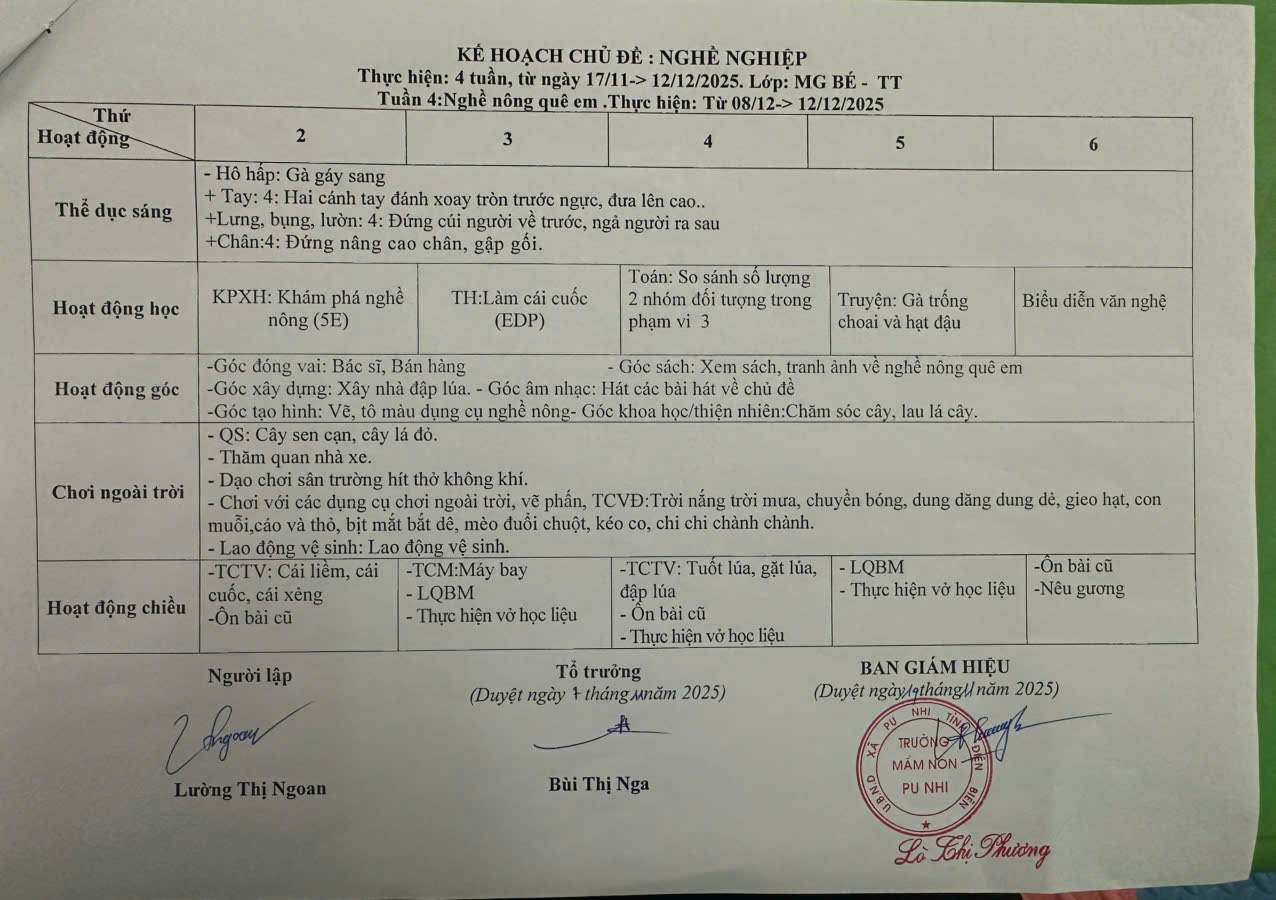 KẾ HOẠCH CHỦ ĐỀ : NGHỀ NGHIỆP
Thực hiện: 4 tuần, từ ngày 17/11-> 12/12/2025. Lớp: MG BÉ - TT
Tuần 4:Nghề nông quê em .Thực hiện: Từ 08/12-> 12/12/2025
Thứ
Hoạt động
2 3 4 5 6
Thể dục sáng
- Hô hấp: Gà gáy sang
+ Tay: 4: Hai cánh tay đánh xoay tròn trước ngực, đưa lên cao..
+Lưng, bụng, lườn: 4: Đứng cúi người về trước, ngả người ra sau
+Chân:4: Đứng nâng cao chân, gập gối.
Hoạt động học
KPXH: Khám phá nghề
nông (5E)
TH:Làm cái cuốc
(EDP)
Toán: So sánh số lượng
2 nhóm đối tượng trong
phạm vi 3
Truyện: Gà trống
choai và hạt đậu
Biểu diễn văn nghệ
Hoạt động góc
-Góc đóng vai: Bác sĩ, Bán hàng - Góc sách: Xem sách, tranh ảnh về nghề nông quê em
-Góc xây dựng: Xây nhà đập lúa. - Góc âm nhạc: Hát các bài hát về chủ đề
-Góc tạo hình: Vẽ, tô màu dụng cụ nghề nông- Góc khoa học/thiện nhiên:Chăm sóc cây, lau lá cây.
Chơi ngoài trời
- QS: Cây sen cạn, cây lá đỏ.
- Thăm quan nhà xe.
- Dạo chơi sân trường hít thở không khí.
- Chơi với các dụng cụ chơi ngoài trời, vẽ phấn, TCVĐ:Trời nắng trời mưa, chuyền bóng, dung dăng dung dẻ, gieo hạt, con
muỗi,cáo và thỏ, bịt mắt bắt dê, mèo đuổi chuột, kéo co, chi chi chành chành.
- Lao động vệ sinh: Lao động vệ sinh.
Hoạt động chiều
-TCTV: Cái liềm, cái
cuốc, cái xẻng
-Ôn bài cũ
-TCM:Máy bay
- LQBM
- Thực hiện vở học liệu
-TCTV: Tuốt lúa, gặt lúa,
đập lúa
- Ôn bài cũ
- Thực hiện vở học liệu
- LQBM
- Thực hiện vở học liệu
-Ôn bài cũ
-Nêu gương
Người lập
Tổ trưởng
(Duyệt ngày 7 tháng 11 năm 2025)
BAN GIÁM HIỆU
(Duyệt ngày 19 tháng 11 năm 2025)
Ngoan
U.B.N.D XÃ PU NHI TỈNH ĐIỆN BIÊN
TRƯỜNG
MẦM NON
PU NHI
Lường Thị Ngoan
Bùi Thị Nga
Lò Thị Phương